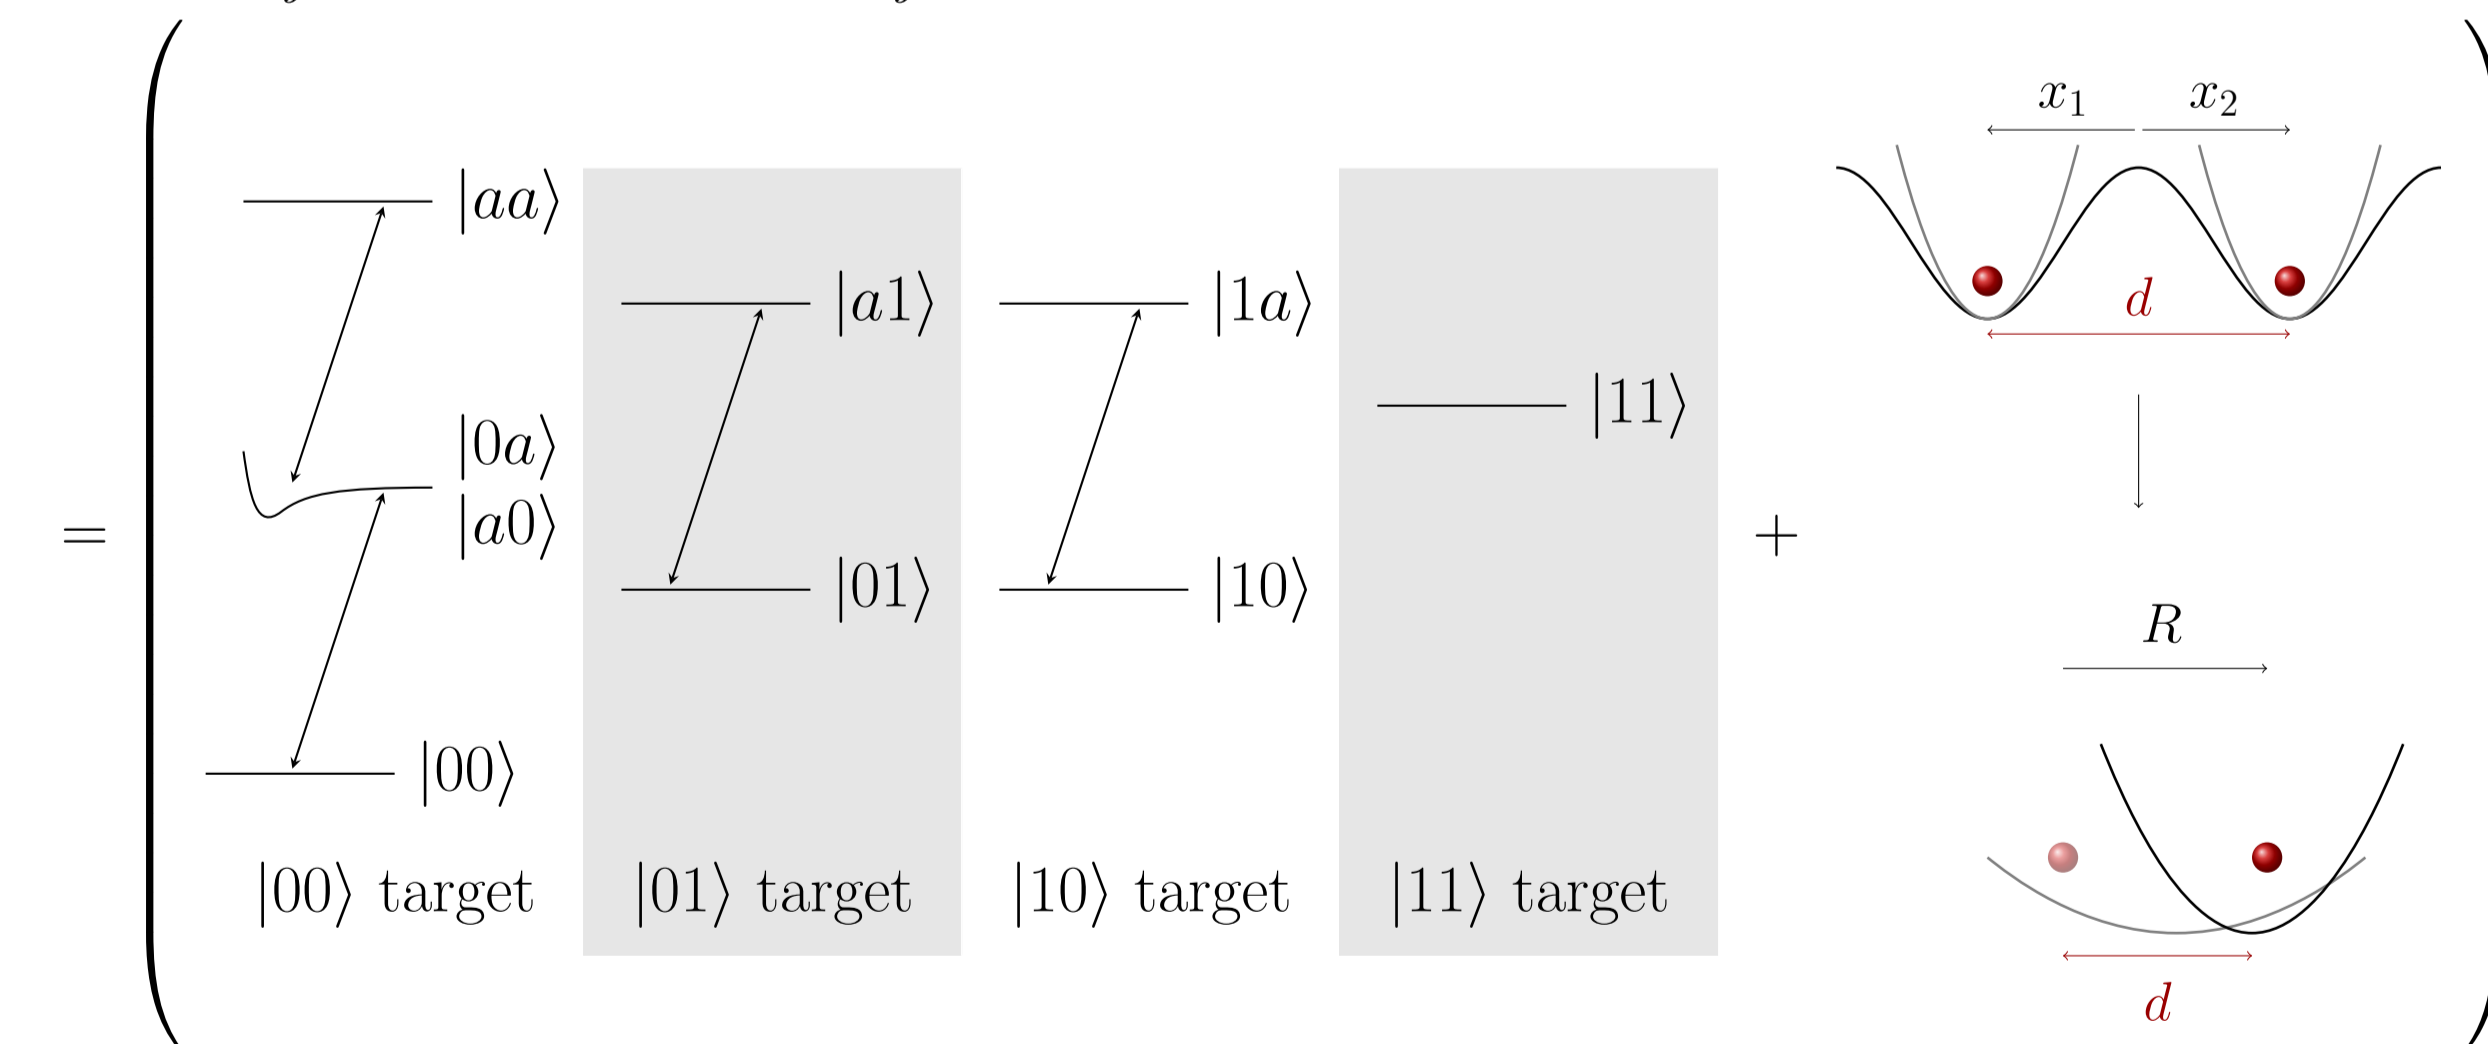 x₁ x₂
|aa⟩
|a1⟩ |1a⟩
d
|11⟩
|0a⟩
|a0⟩
= +
|01⟩ |10⟩
R
|00⟩
|00⟩ target |01⟩ target |10⟩ target |11⟩ target
d